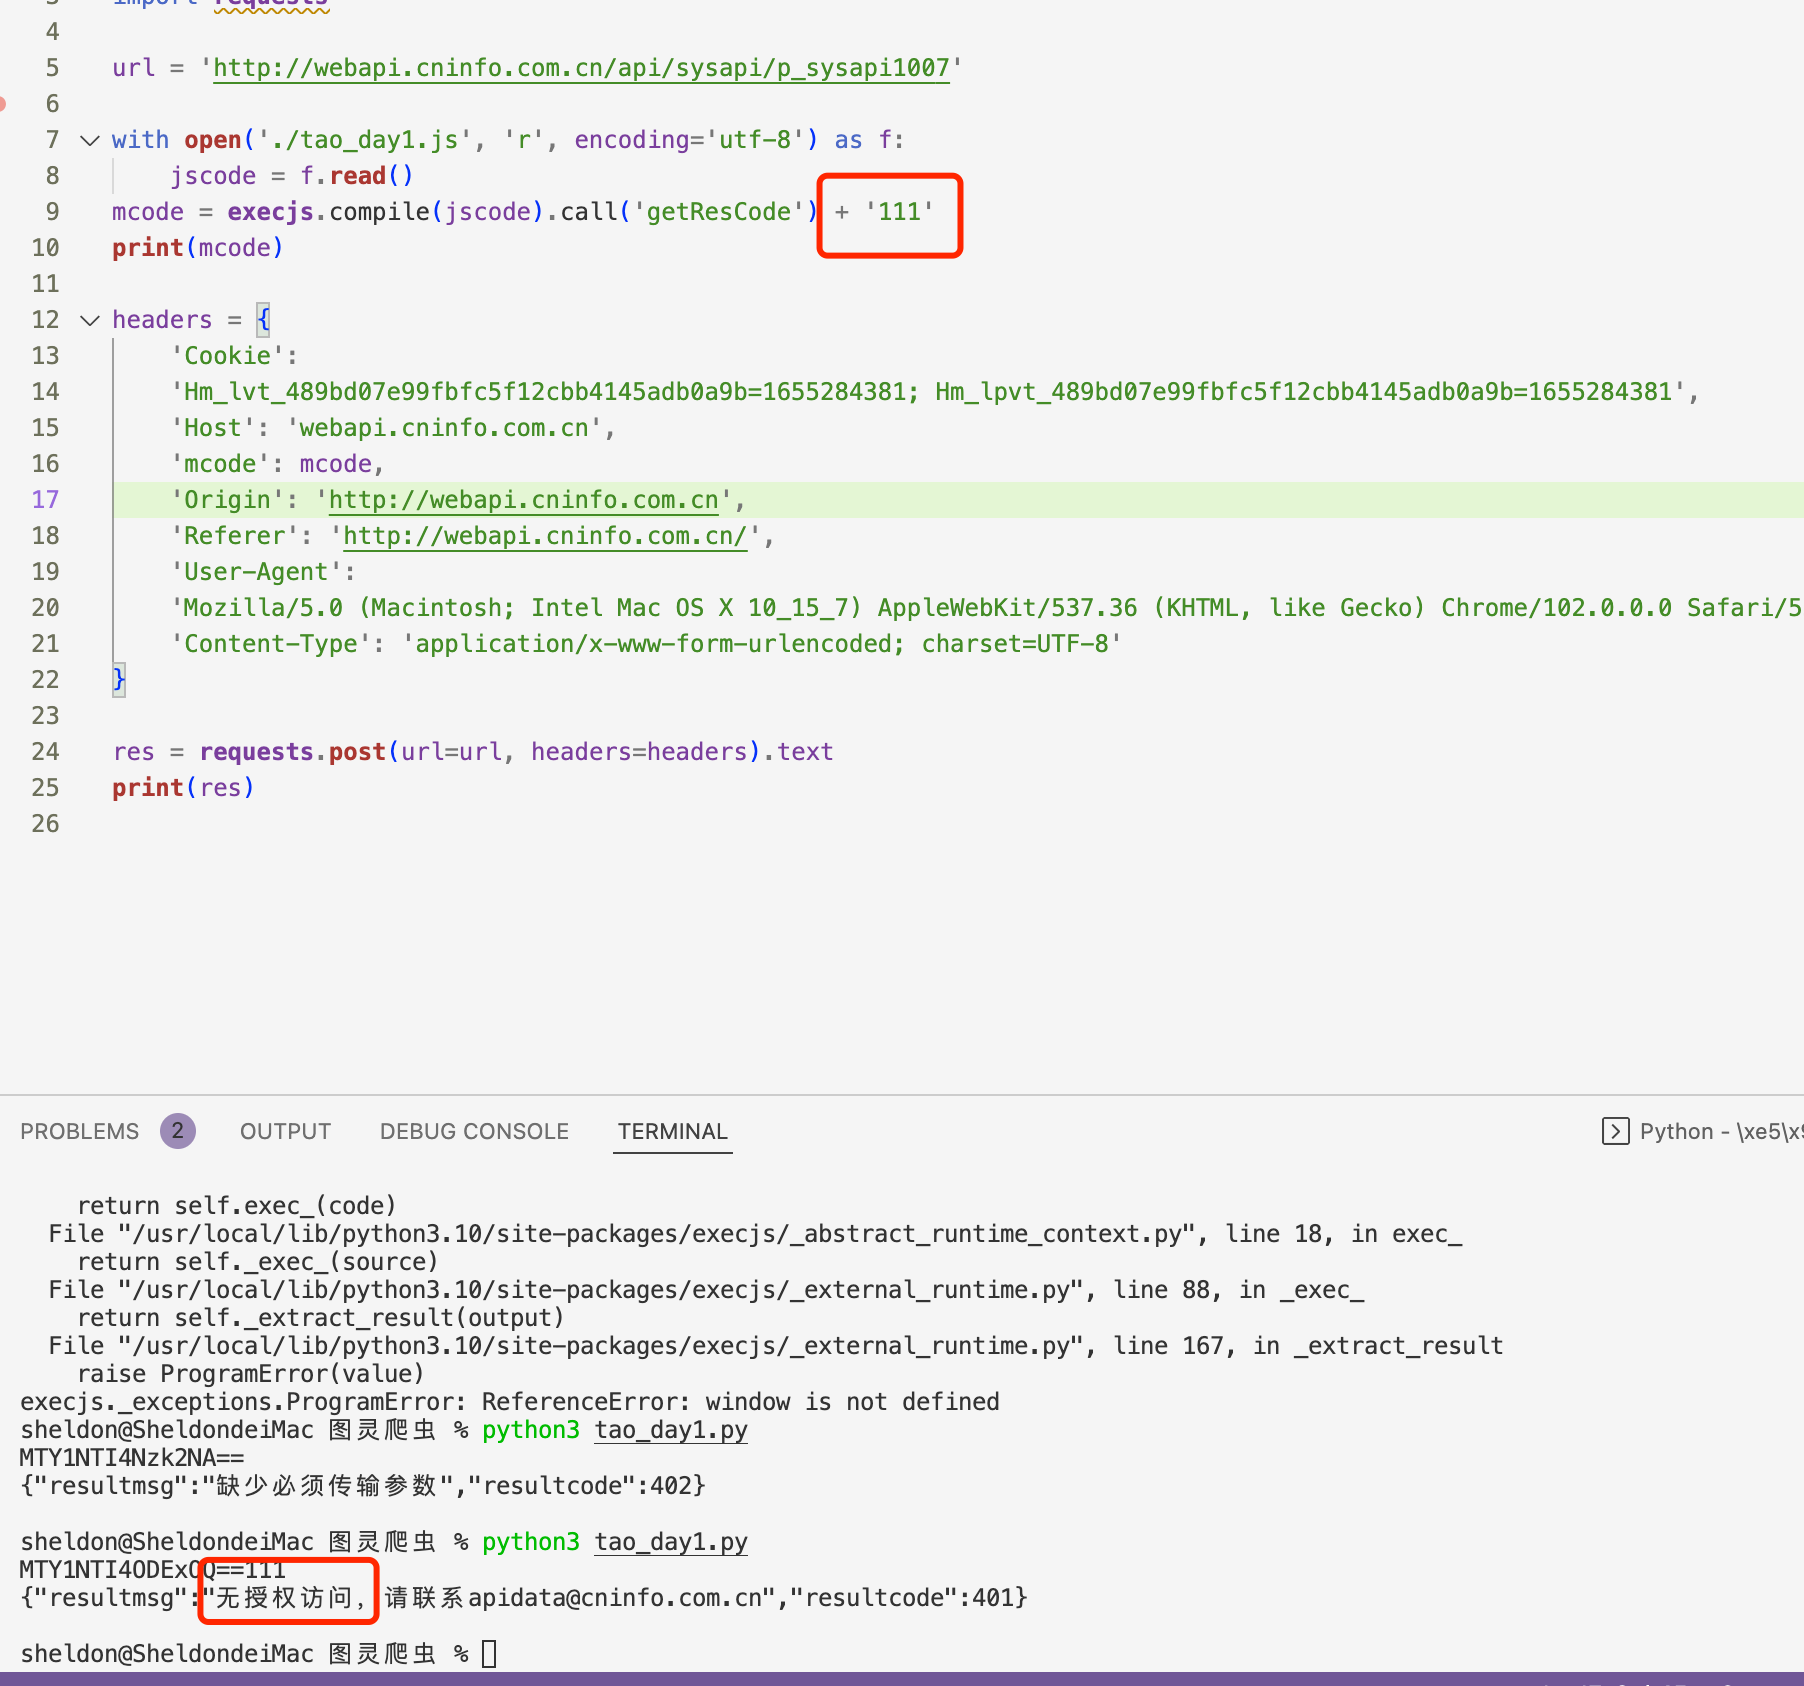 import requests
4
5 url = 'http://webapi.cninfo.com.cn/api/sysapi/p_sysapi1007'
6
7 with open('./tao_day1.js', 'r', encoding='utf-8') as f:
8 jscode = f.read()
9 mcode = execjs.compile(jscode).call('getResCode') + '111'
10 print(mcode)
11
12 headers = {
13 'Cookie':
14 'Hm_lvt_489bd07e99fbfc5f12cbb4145adb0a9b=1655284381; Hm_lpvt_489bd07e99fbfc5f12cbb4145adb0a9b=1655284381',
15 'Host': 'webapi.cninfo.com.cn',
16 'mcode': mcode,
17 'Origin': 'http://webapi.cninfo.com.cn',
18 'Referer': 'http://webapi.cninfo.com.cn/',
19 'User-Agent':
20 'Mozilla/5.0 (Macintosh; Intel Mac OS X 10_15_7) AppleWebKit/537.36 (KHTML, like Gecko) Chrome/102.0.0.0 Safari/5
21 'Content-Type': 'application/x-www-form-urlencoded; charset=UTF-8'
22 }
23
24 res = requests.post(url=url, headers=headers).text
25 print(res)
26
PROBLEMS 2 OUTPUT DEBUG CONSOLE TERMINAL Python - \xe5\x9
return self.exec_(code)
File "/usr/local/lib/python3.10/site-packages/execjs/_abstract_runtime_context.py", line 18, in exec_
return self._exec_(source)
File "/usr/local/lib/python3.10/site-packages/execjs/_external_runtime.py", line 88, in _exec_
return self._extract_result(output)
File "/usr/local/lib/python3.10/site-packages/execjs/_external_runtime.py", line 167, in _extract_result
raise ProgramError(value)
execjs._exceptions.ProgramError: ReferenceError: window is not defined
sheldon@SheldondeiMac 图灵爬虫 % python3 tao_day1.py
MTY1NTI4Nzk2NA==
{"resultmsg":"缺少必须传输参数","resultcode":402}
sheldon@SheldondeiMac 图灵爬虫 % python3 tao_day1.py
MTY1NTI4ODExOQ==111
{"resultmsg":"无授权访问，请联系apidata@cninfo.com.cn","resultcode":401}
sheldon@SheldondeiMac 图灵爬虫 %